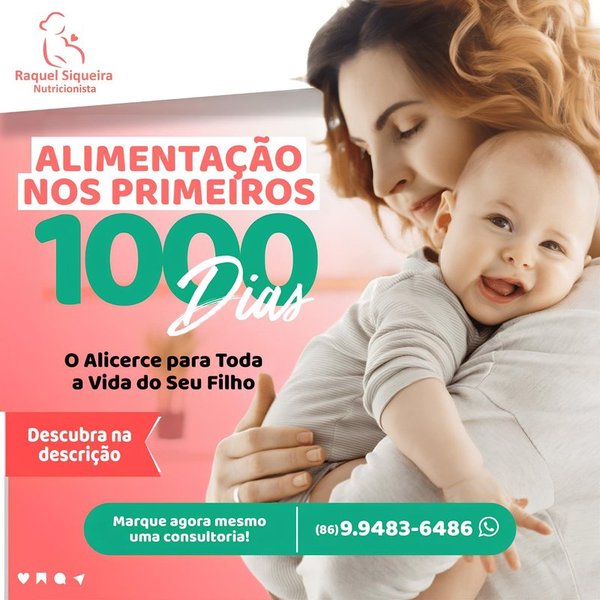 Raquel Siqueira
Nutricionista
ALIMENTAÇÃO
NOS PRIMEIROS
1000
Dias
O Alicerce para Toda
a Vida do Seu Filho
Descubra na
descrição
Marque agora mesmo
uma consultoria!
(86) 9.9483-6486